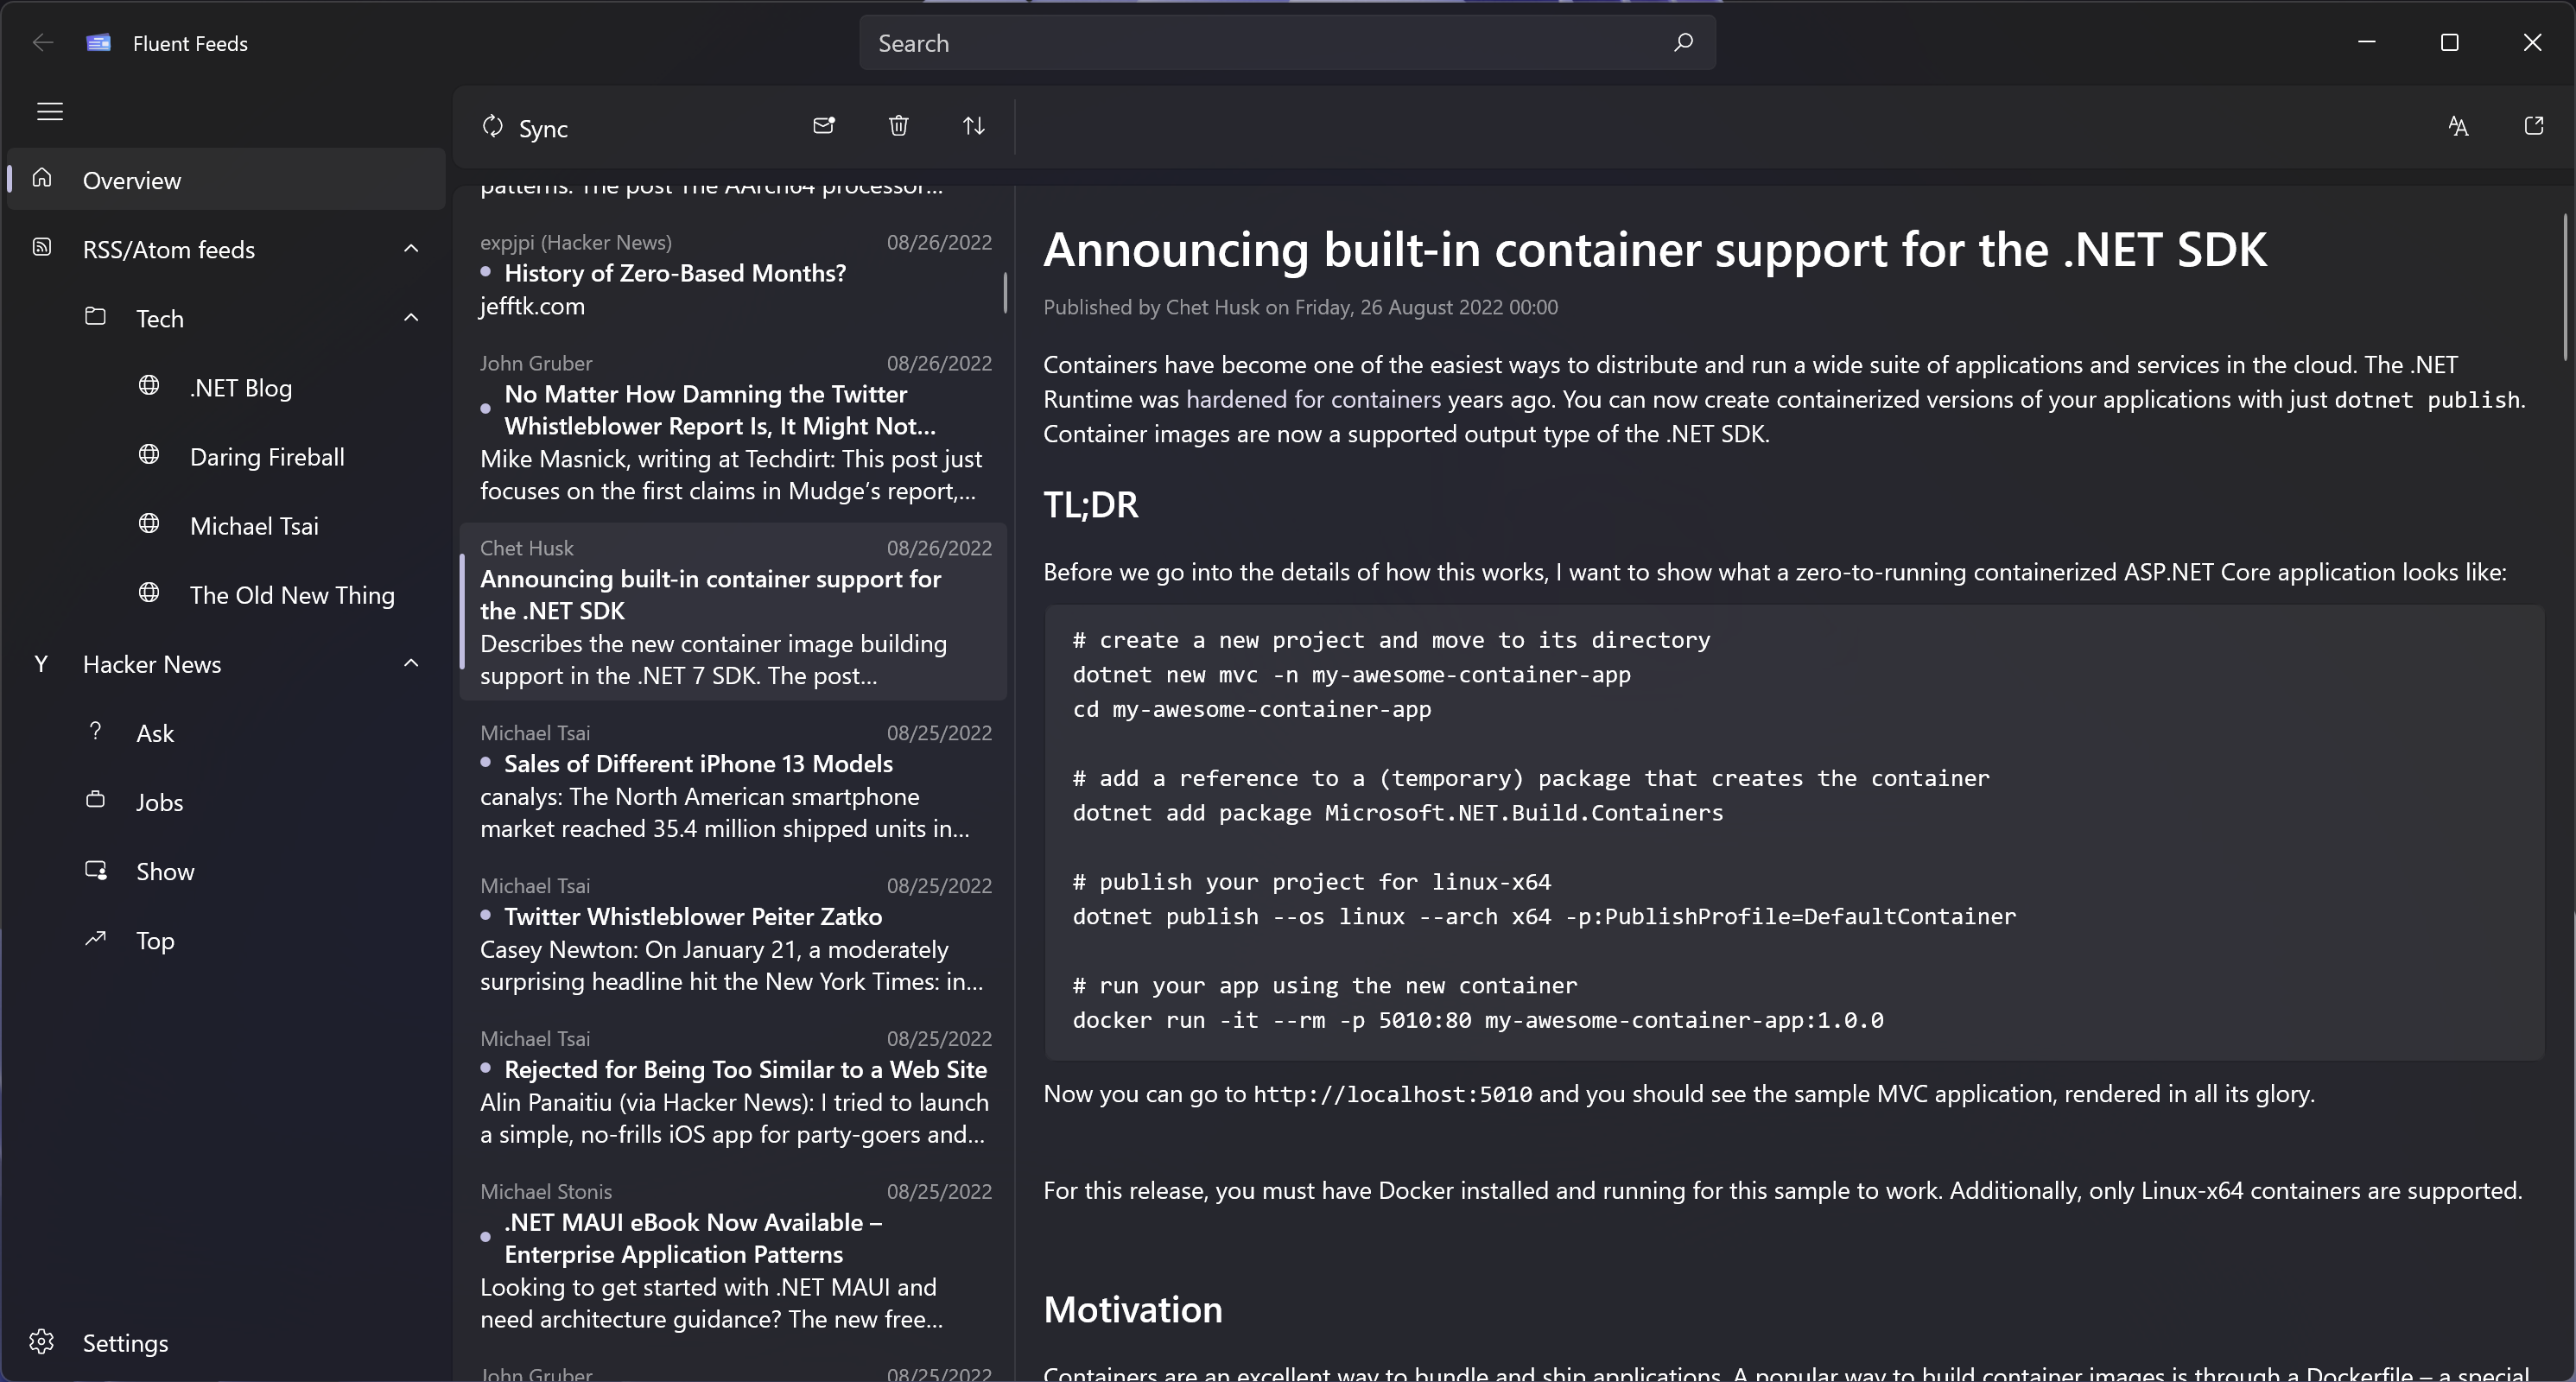 Fluent Feeds
Search
Overview
RSS/Atom feeds
Tech
.NET Blog
Daring Fireball
Michael Tsai
The Old New Thing
Y Hacker News
Ask
Jobs
Show
Top
Settings
Sync
patterns. The post The AArch64 processor...
expjpi (Hacker News) 08/26/2022
History of Zero-Based Months?
jefftk.com
John Gruber 08/26/2022
No Matter How Damning the Twitter
Whistleblower Report Is, It Might Not...
Mike Masnick, writing at Techdirt: This post just
focuses on the first claims in Mudge’s report,...
Chet Husk 08/26/2022
Announcing built-in container support for
the .NET SDK
Describes the new container image building
support in the .NET 7 SDK. The post...
Michael Tsai 08/25/2022
Sales of Different iPhone 13 Models
canalys: The North American smartphone
market reached 35.4 million shipped units in...
Michael Tsai 08/25/2022
Twitter Whistleblower Peiter Zatko
Casey Newton: On January 21, a moderately
surprising headline hit the New York Times: in...
Michael Tsai 08/25/2022
Rejected for Being Too Similar to a Web Site
Alin Panaitiu (via Hacker News): I tried to launch
a simple, no-frills iOS app for party-goers and...
Michael Stonis 08/25/2022
.NET MAUI eBook Now Available –
Enterprise Application Patterns
Looking to get started with .NET MAUI and
need architecture guidance? The new free...
John Gruber 08/25/2022
Announcing built-in container support for the .NET SDK
Published by Chet Husk on Friday, 26 August 2022 00:00
Containers have become one of the easiest ways to distribute and run a wide suite of applications and services in the cloud. The .NET
Runtime was hardened for containers years ago. You can now create containerized versions of your applications with just dotnet publish.
Container images are now a supported output type of the .NET SDK.
TL;DR
Before we go into the details of how this works, I want to show what a zero-to-running containerized ASP.NET Core application looks like:
# create a new project and move to its directory
dotnet new mvc -n my-awesome-container-app
cd my-awesome-container-app
# add a reference to a (temporary) package that creates the container
dotnet add package Microsoft.NET.Build.Containers
# publish your project for linux-x64
dotnet publish --os linux --arch x64 -p:PublishProfile=DefaultContainer
# run your app using the new container
docker run -it --rm -p 5010:80 my-awesome-container-app:1.0.0
Now you can go to http://localhost:5010 and you should see the sample MVC application, rendered in all its glory.
For this release, you must have Docker installed and running for this sample to work. Additionally, only Linux-x64 containers are supported.
Motivation
Containers are an excellent way to bundle and ship applications. A popular way to build container images is through a Dockerfile – a special